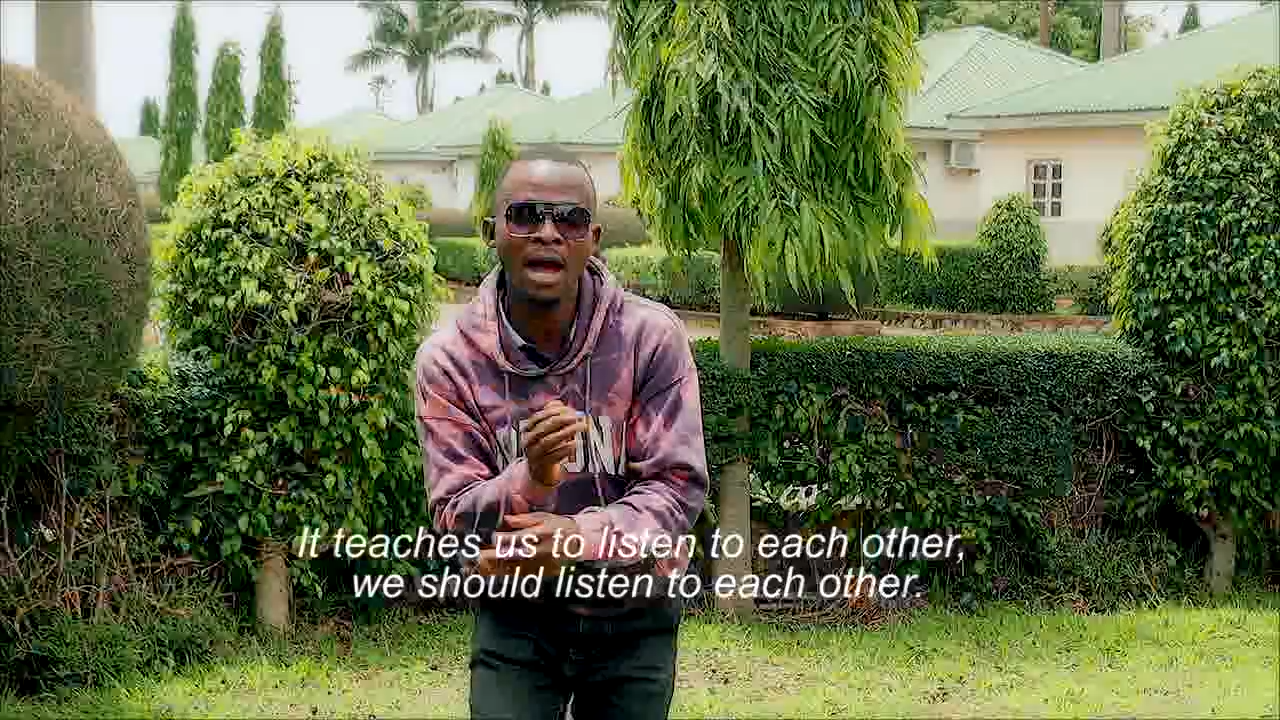 It teaches us to listen to each other,
we should listen to each other.